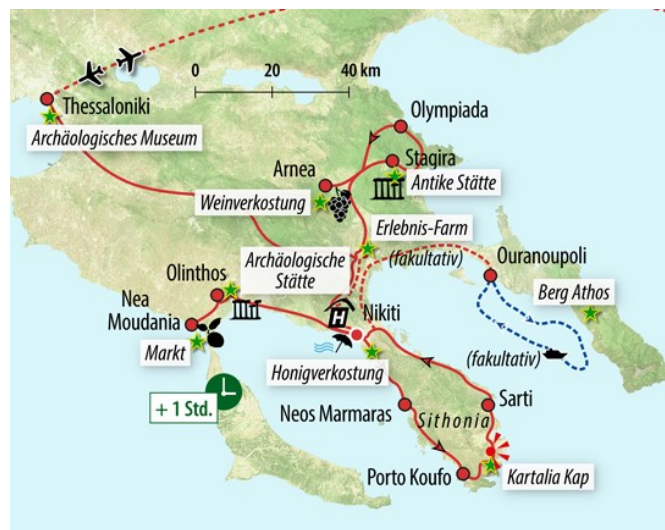 0
20
40 km
Thessaloniki
Archäologisches Museum
Olympiada
Stagira
Antike Stätte
Arnea
Weinverkostung
Erlebnis-Farm
(fakultativ)
Archäologische
Stätte
Ouranoupoli
Berg Athos
Olinthos
Nea
Moudania
H
Nikiti
Markt
Honigverkostung
(fakultativ)
+ 1 Std.
Neos Marmaras
Sithonia
Sarti
Porto Koufo
Kartalia Kap